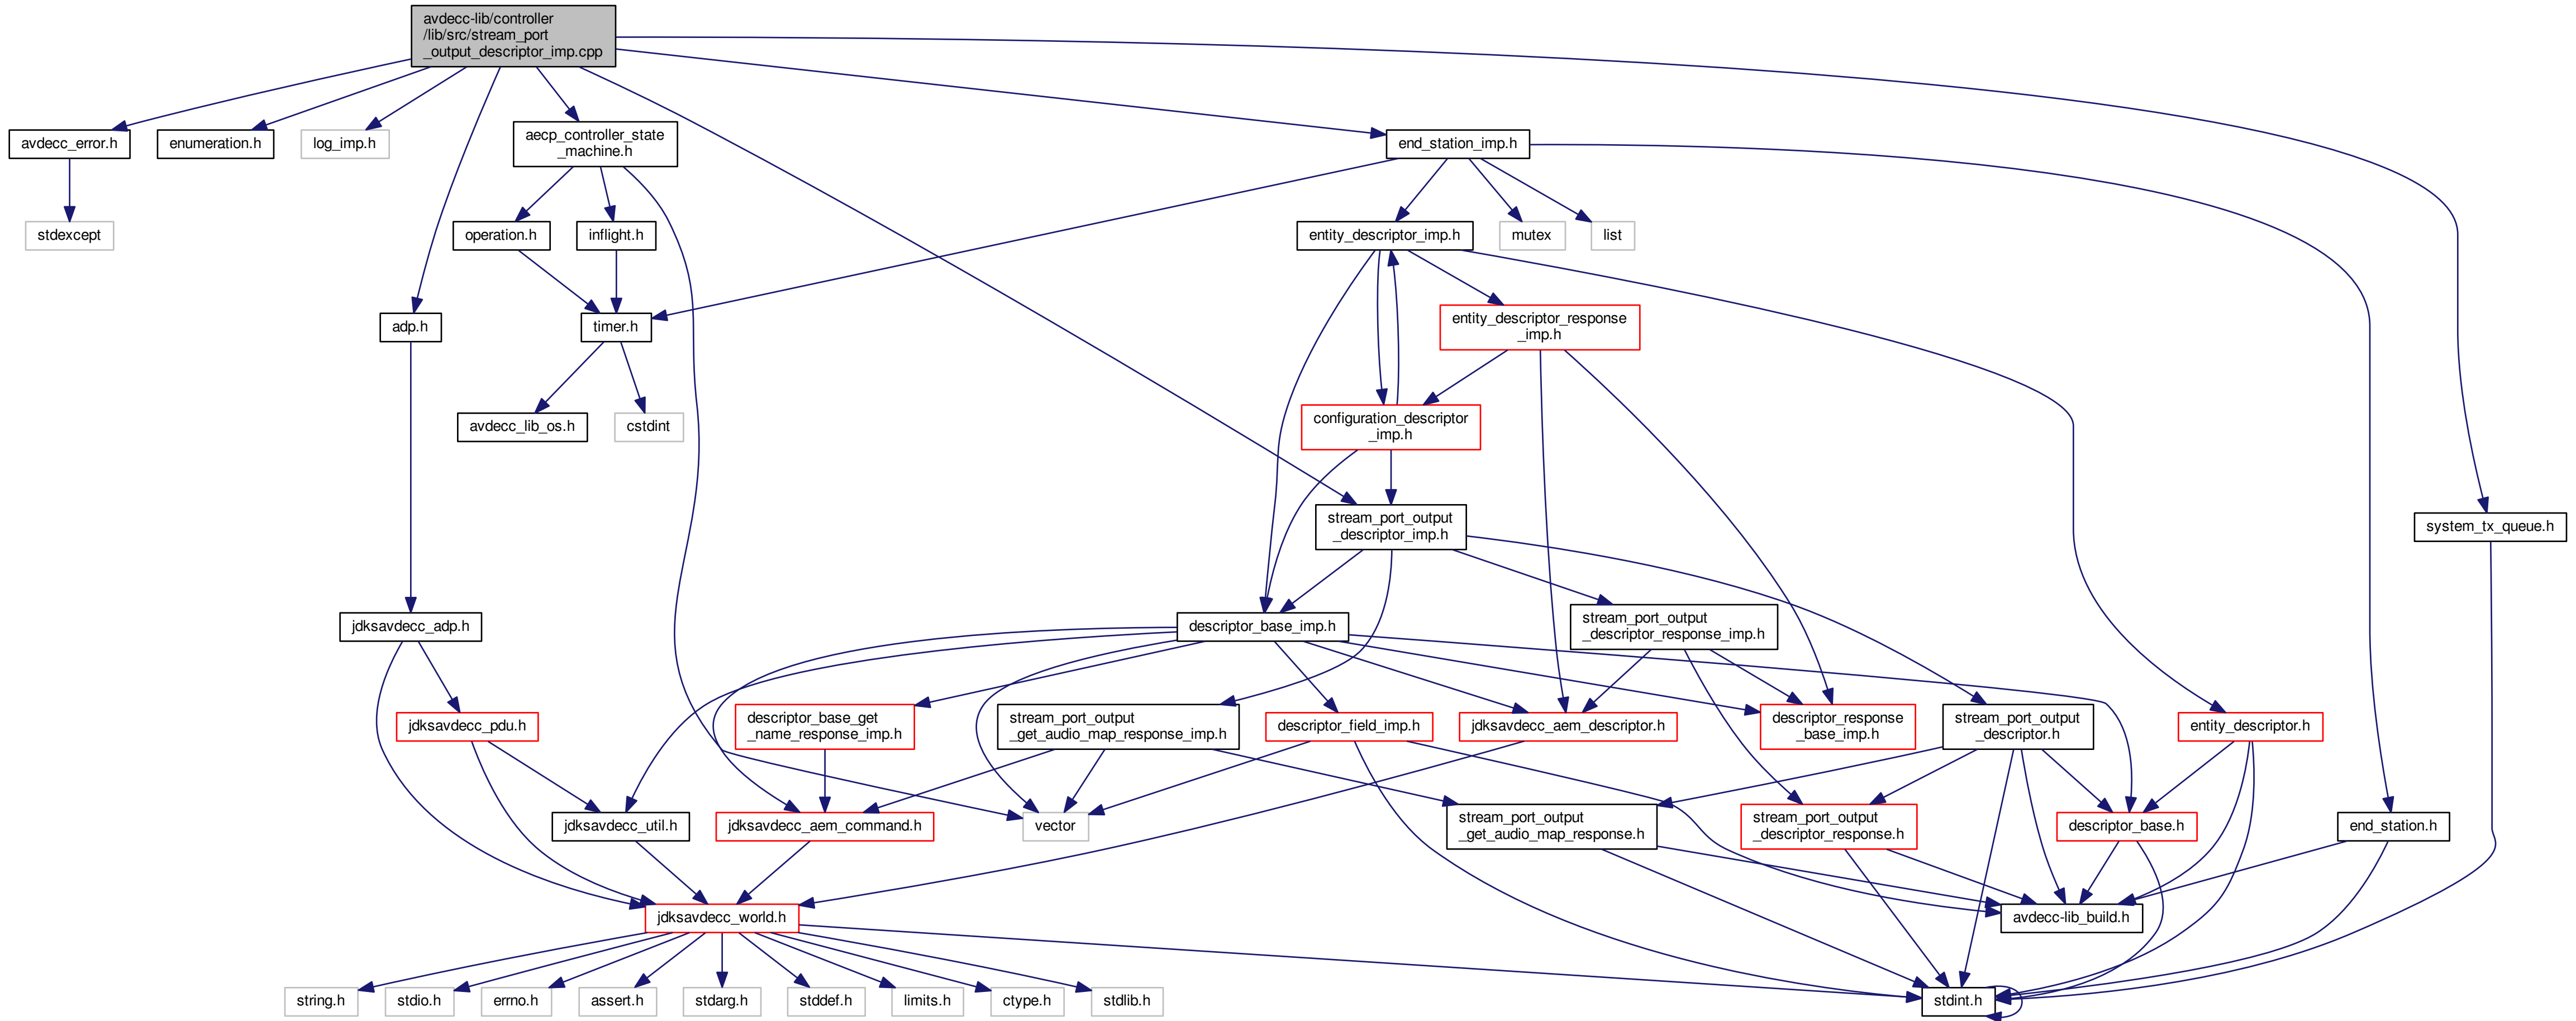 avdecc-lib/controller
/lib/src/stream_port
_output_descriptor_imp.cpp
avdecc_error.h
enumeration.h
log_imp.h
aecp_controller_state
_machine.h
end_station_imp.h
stdexcept
operation.h
inflight.h
entity_descriptor_imp.h
mutex
list
adp.h
timer.h
entity_descriptor_response
_imp.h
avdecc_lib_os.h
cstdint
configuration_descriptor
_imp.h
stream_port_output
_descriptor_imp.h
system_tx_queue.h
jdksavdecc_adp.h
descriptor_base_imp.h
stream_port_output
_descriptor_response_imp.h
jdksavdecc_pdu.h
descriptor_base_get
_name_response_imp.h
stream_port_output
_get_audio_map_response_imp.h
descriptor_field_imp.h
jdksavdecc_aem_descriptor.h
descriptor_response
_base_imp.h
stream_port_output
_descriptor.h
entity_descriptor.h
jdksavdecc_util.h
jdksavdecc_aem_command.h
vector
stream_port_output
_get_audio_map_response.h
stream_port_output
_descriptor_response.h
descriptor_base.h
end_station.h
jdksavdecc_world.h
avdecc-lib_build.h
string.h
stdio.h
errno.h
assert.h
stdarg.h
stddef.h
limits.h
ctype.h
stdlib.h
stdint.h